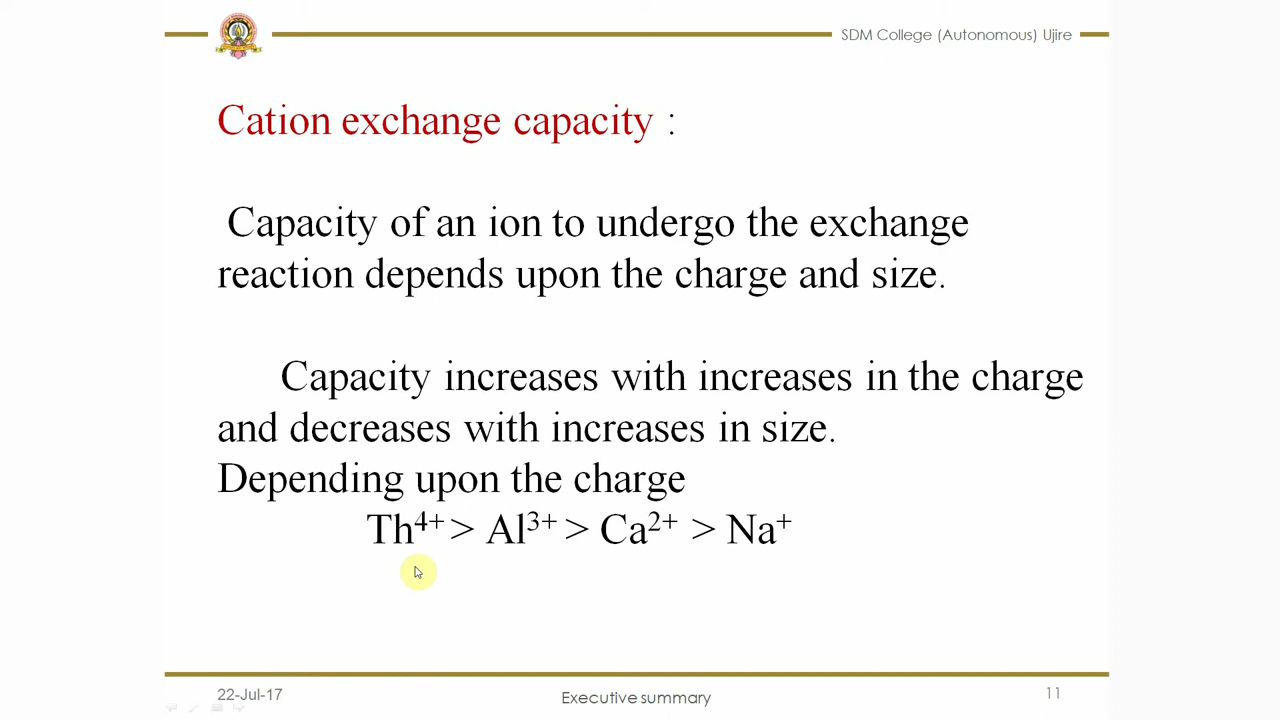 SDM College (Autonomous) Ujire
Cation exchange capacity :
Capacity of an ion to undergo the exchange
reaction depends upon the charge and size.
Capacity increases with increases in the charge
and decreases with increases in size.
Depending upon the charge
Th⁴⁺ > Al³⁺ > Ca²⁺ > Na⁺
22-Jul-17
Executive summary
11